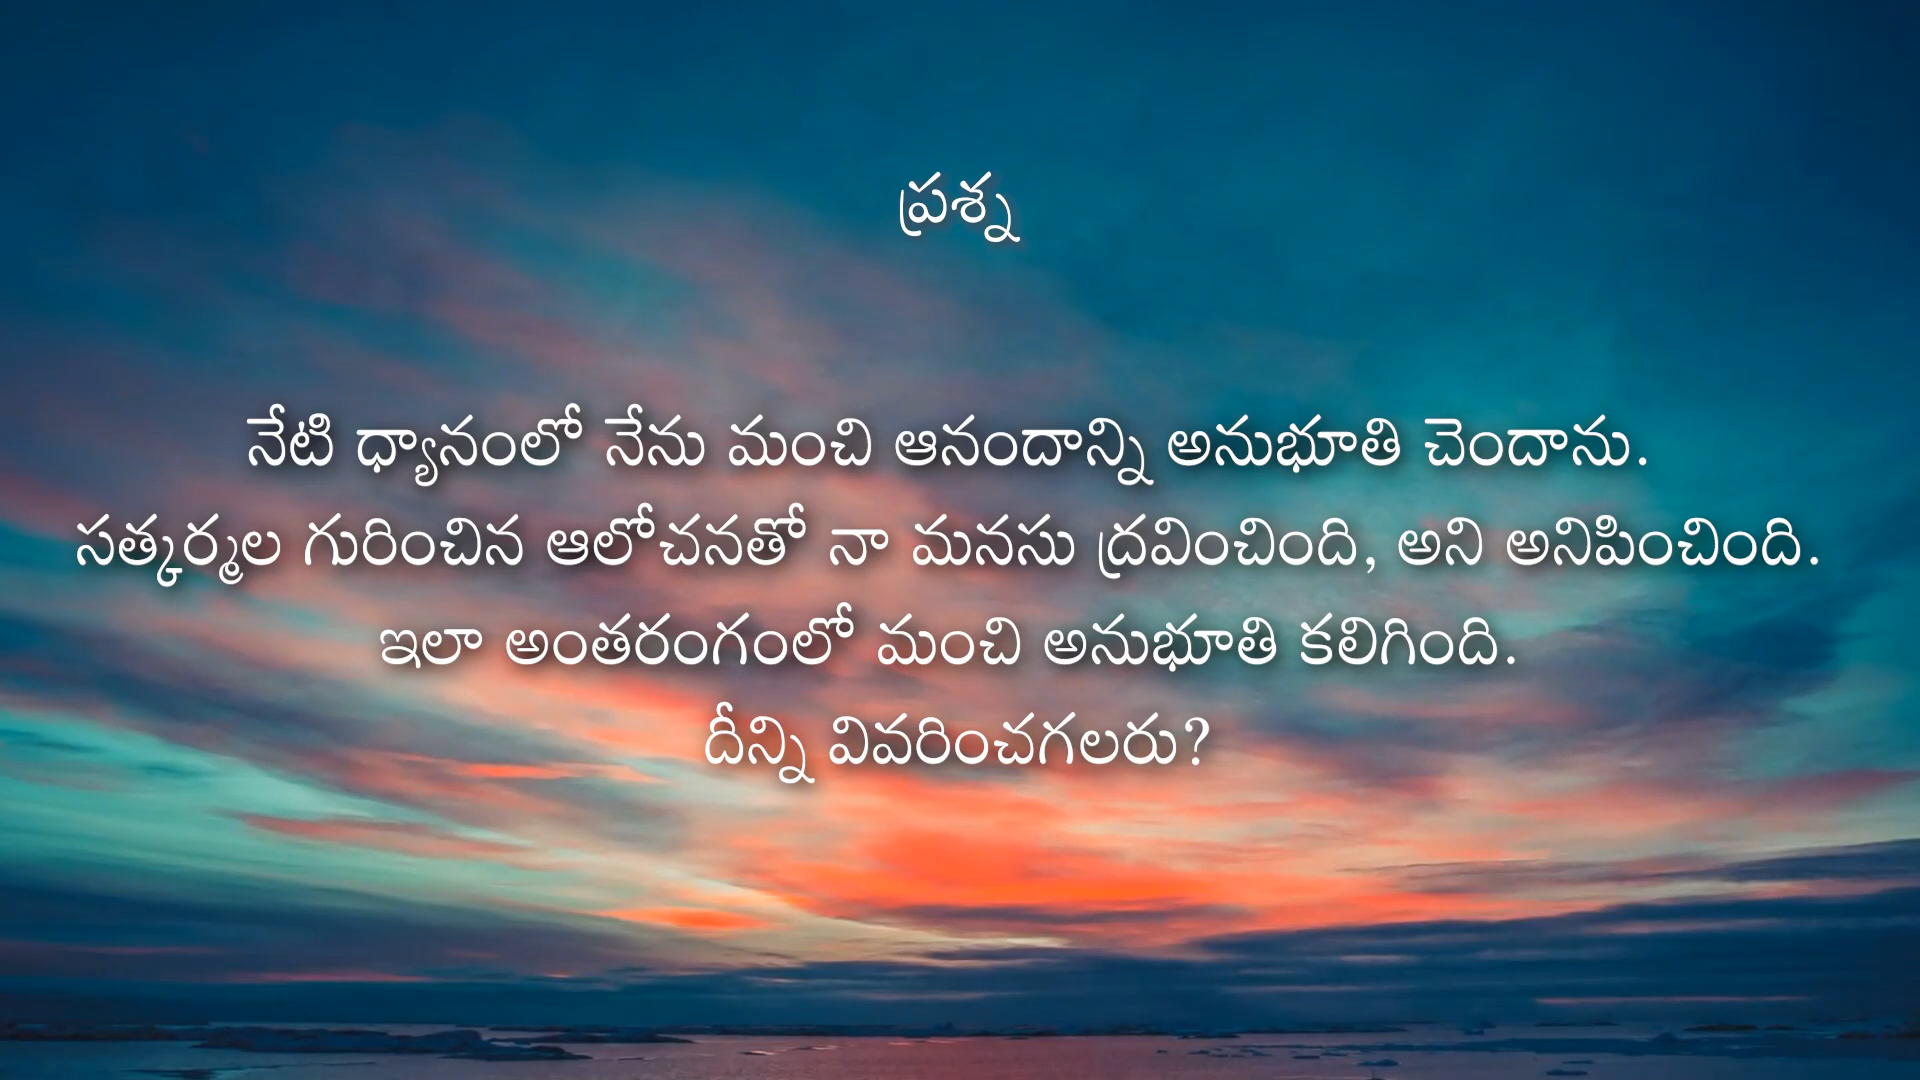 ప్రశ్న
నేటి ధ్యానంలో నేను మంచి ఆనందాన్ని అనుభూతి చెందాను.
సత్కర్మల గురించిన ఆలోచనతో నా మనసు ద్రవించింది, అని అనిపించింది.
ఇలా అంతరంగంలో మంచి అనుభూతి కలిగింది.
దీన్ని వివరించగలరు?